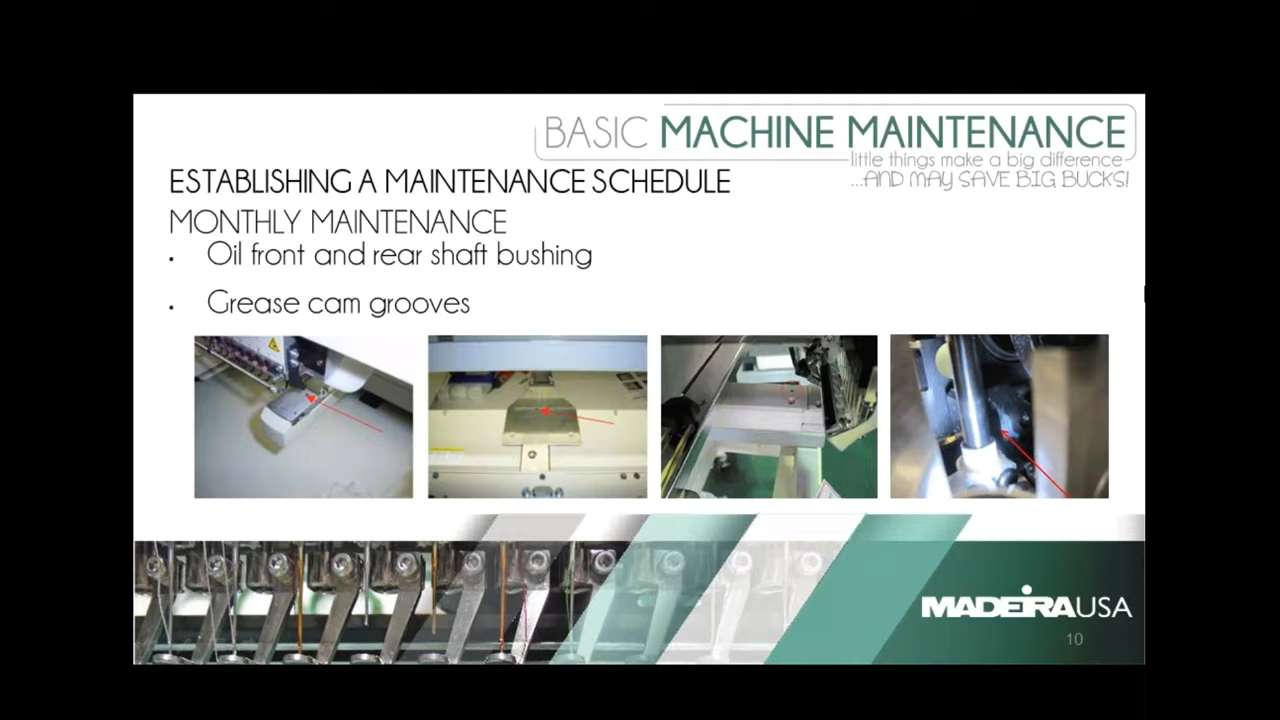 BASIC MACHINE MAINTENANCE
little things make a big difference
...AND MAY SAVE BIG BUCKS!
ESTABLISHING A MAINTENANCE SCHEDULE
MONTHLY MAINTENANCE
• Oil front and rear shaft bushing
• Grease cam grooves
MADEIRA USA
10